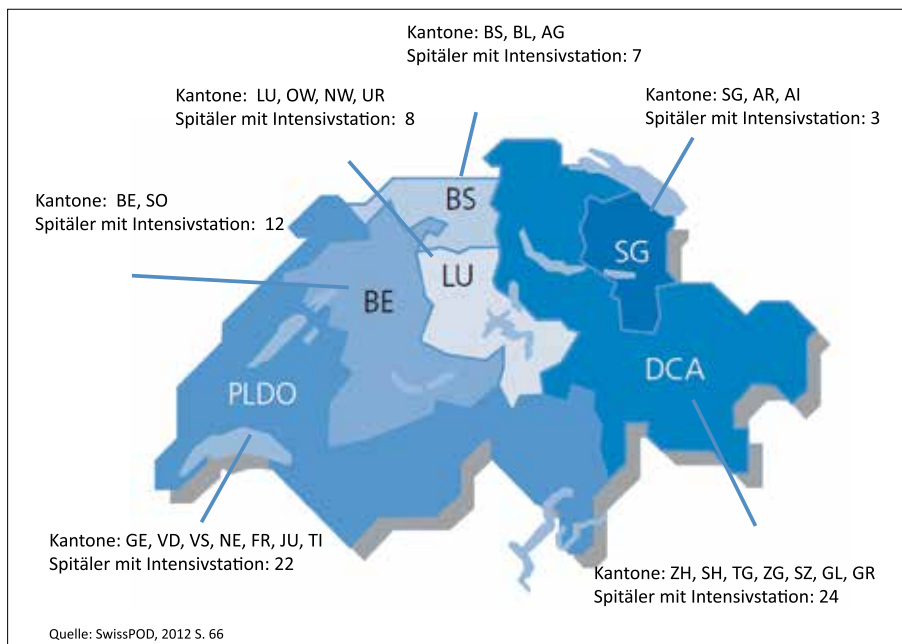 Kantone: BS, BL, AG
Spitäler mit Intensivstation: 7
Kantone: LU, OW, NW, UR
Spitäler mit Intensivstation: 8
Kantone: SG, AR, AI
Spitäler mit Intensivstation: 3
Kantone: BE, SO
Spitäler mit Intensivstation: 12
BS
SG
LU
BE
DCA
PLDO
Kantone: GE, VD, VS, NE, FR, JU, TI
Spitäler mit Intensivstation: 22
Kantone: ZH, SH, TG, ZG, SZ, GL, GR
Spitäler mit Intensivstation: 24
Quelle: SwissPOD, 2012 S. 66